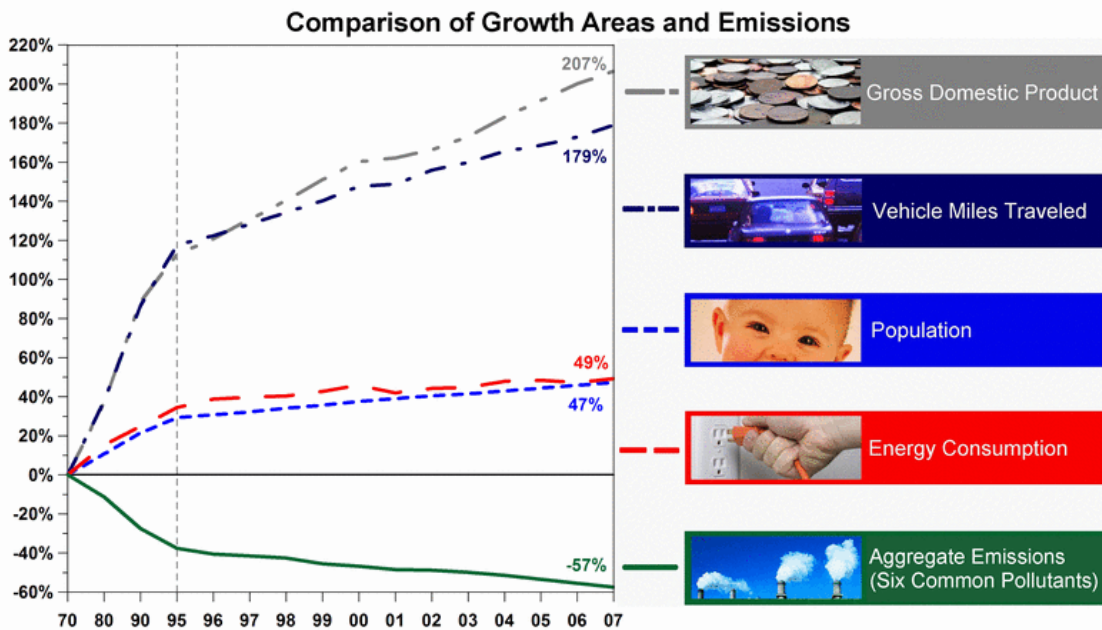 Comparison of Growth Areas and Emissions
220%
200%
180%
160%
140%
120%
100%
80%
60%
40%
20%
0%
-20%
-40%
-60%
207%
179%
49%
47%
-57%
70 80 90 95 96 97 98 99 00 01 02 03 04 05 06 07
Gross Domestic Product
Vehicle Miles Traveled
Population
Energy Consumption
Aggregate Emissions
(Six Common Pollutants)